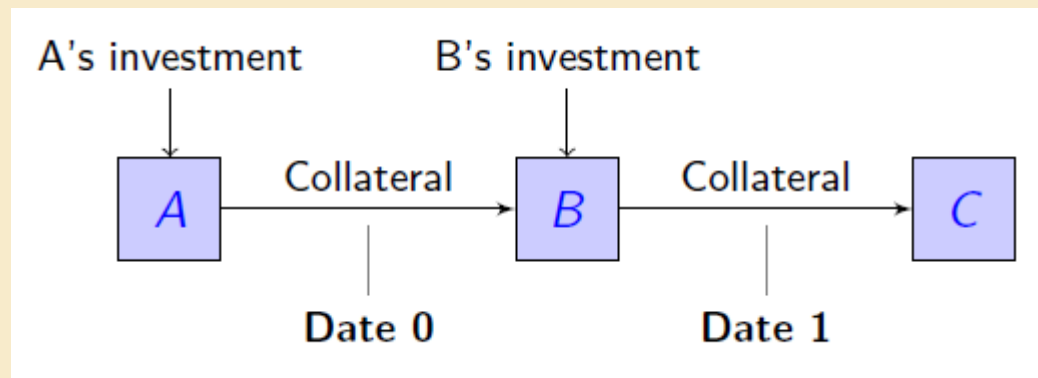 A's investment B's investment
Collateral Collateral
A B C
Date 0 Date 1